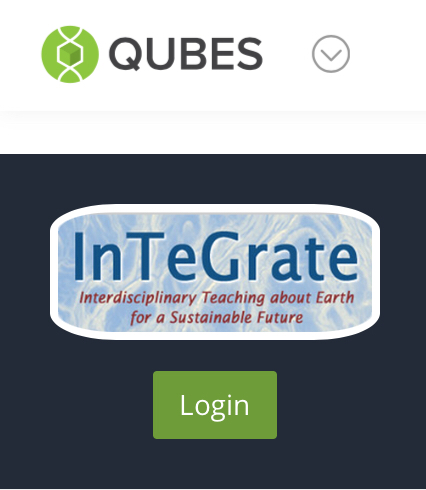 QUBES
InTeGrate
Interdisciplinary Teaching about Earth
for a Sustainable Future
Login